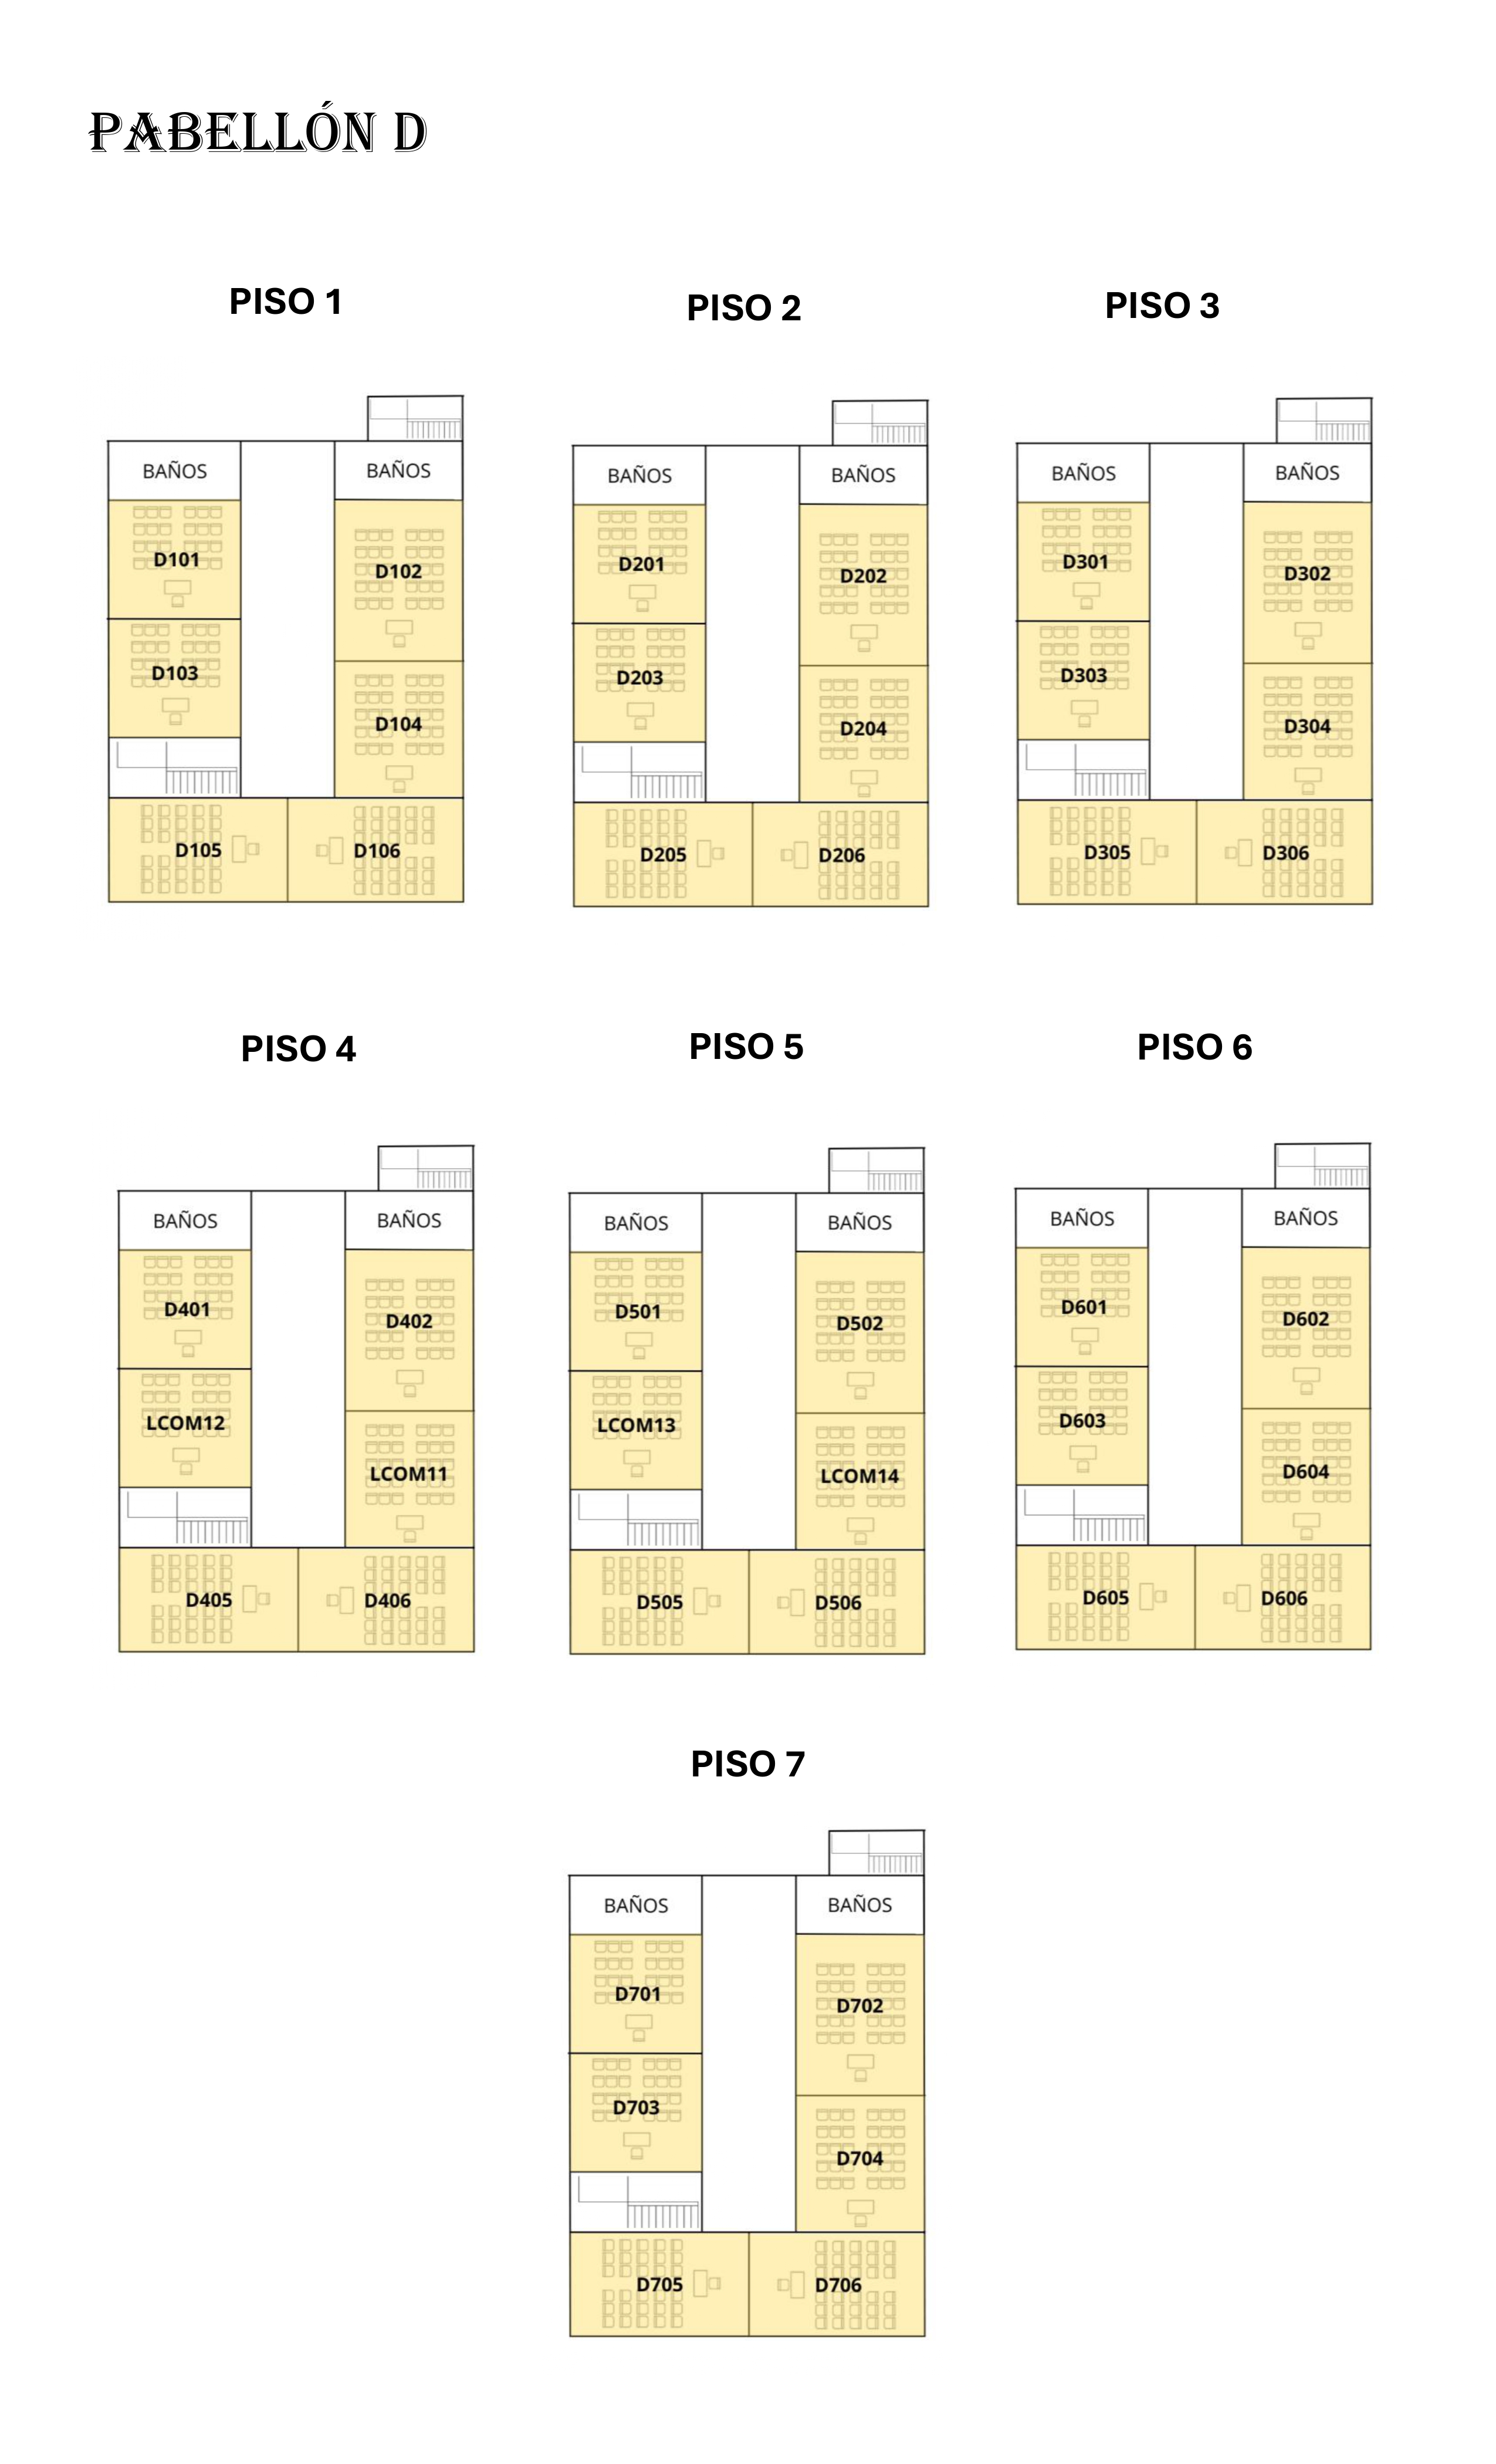 PABELLÓN D
PISO 1
PISO 2
PISO 3
BAÑOS
BAÑOS
D101
D102
D103
D104
D105
D106
BAÑOS
BAÑOS
D201
D202
D203
D204
D205
D206
BAÑOS
BAÑOS
D301
D302
D303
D304
D305
D306
PISO 4
PISO 5
PISO 6
BAÑOS
BAÑOS
D401
D402
LCOM12
LCOM11
D405
D406
BAÑOS
BAÑOS
D501
D502
LCOM13
LCOM14
D505
D506
BAÑOS
BAÑOS
D601
D602
D603
D604
D605
D606
PISO 7
BAÑOS
BAÑOS
D701
D702
D703
D704
D705
D706